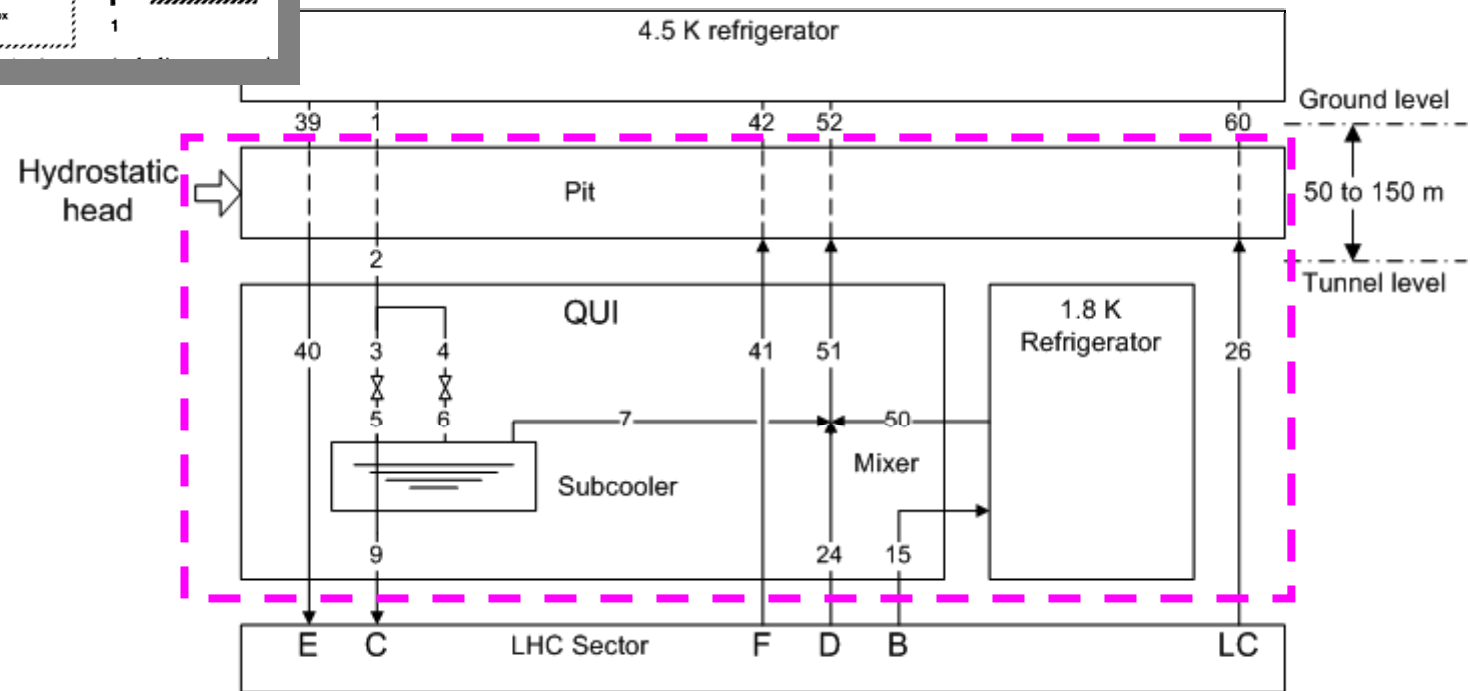 1
4.5 K refrigerator
Ground level
39 1 42 52 60
Hydrostatic
head
Pit
50 to 150 m
2
Tunnel level
QUI
1.8 K
Refrigerator
40 3 4 41 51 26
5 6 7 50
Mixer
Subcooler
9 24 15
E C LHC Sector F D B LC